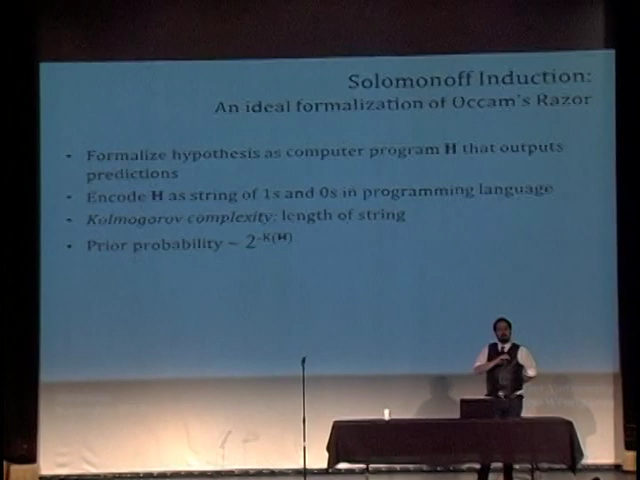 Solomonoff Induction:
An ideal formalization of Occam's Razor
• Formalize hypothesis as computer program H that outputs
predictions
• Encode H as string of 1s and 0s in programming language
• Kolmogorov complexity: length of string
• Prior probability ~ 2^-K(H)